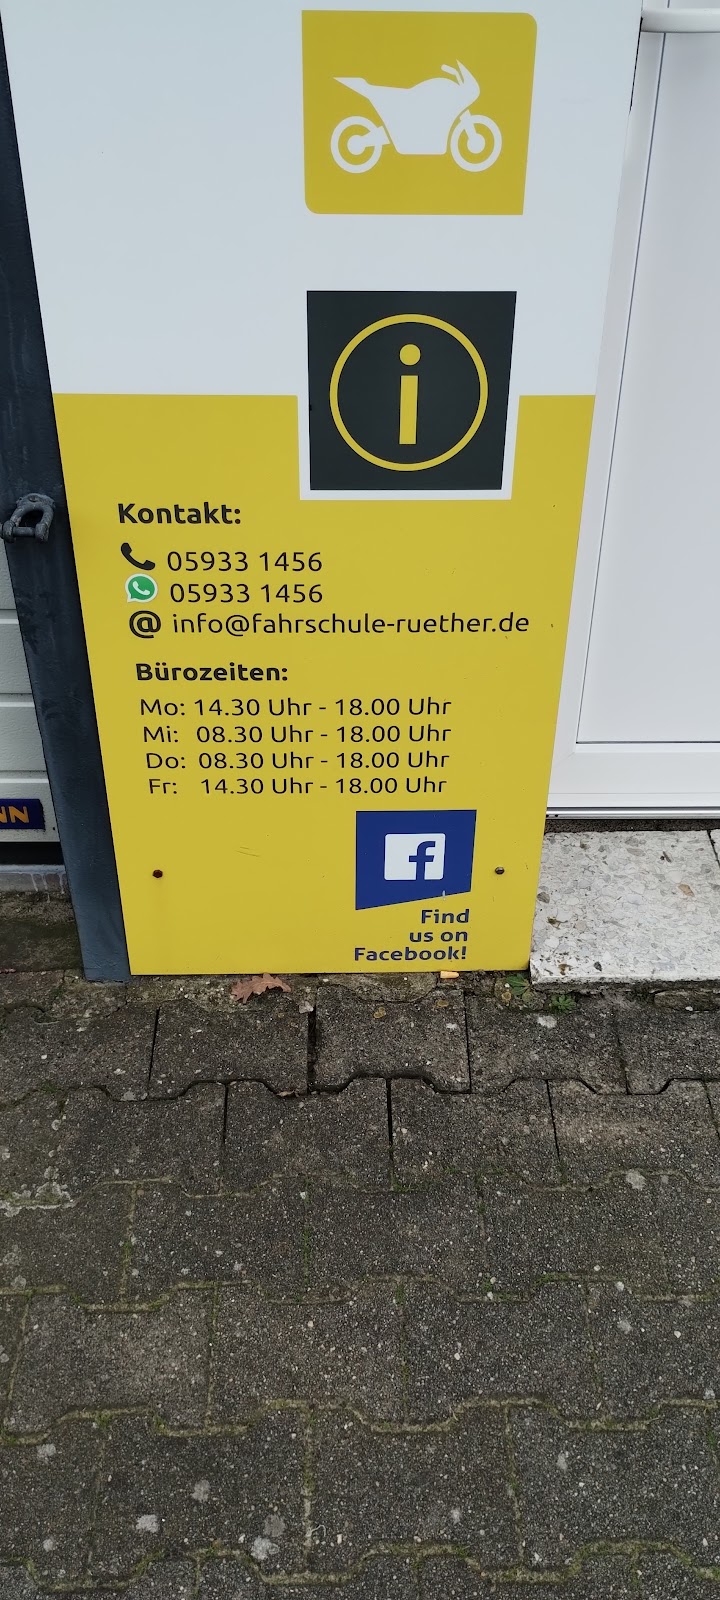 i
Kontakt:
05933 1456
05933 1456
@ info@fahrschule-ruether.de
Bürozeiten:
Mo: 14.30 Uhr - 18.00 Uhr
Mi: 08.30 Uhr - 18.00 Uhr
Do: 08.30 Uhr - 18.00 Uhr
Fr: 14.30 Uhr - 18.00 Uhr
NN
f
Find
us on
Facebook!